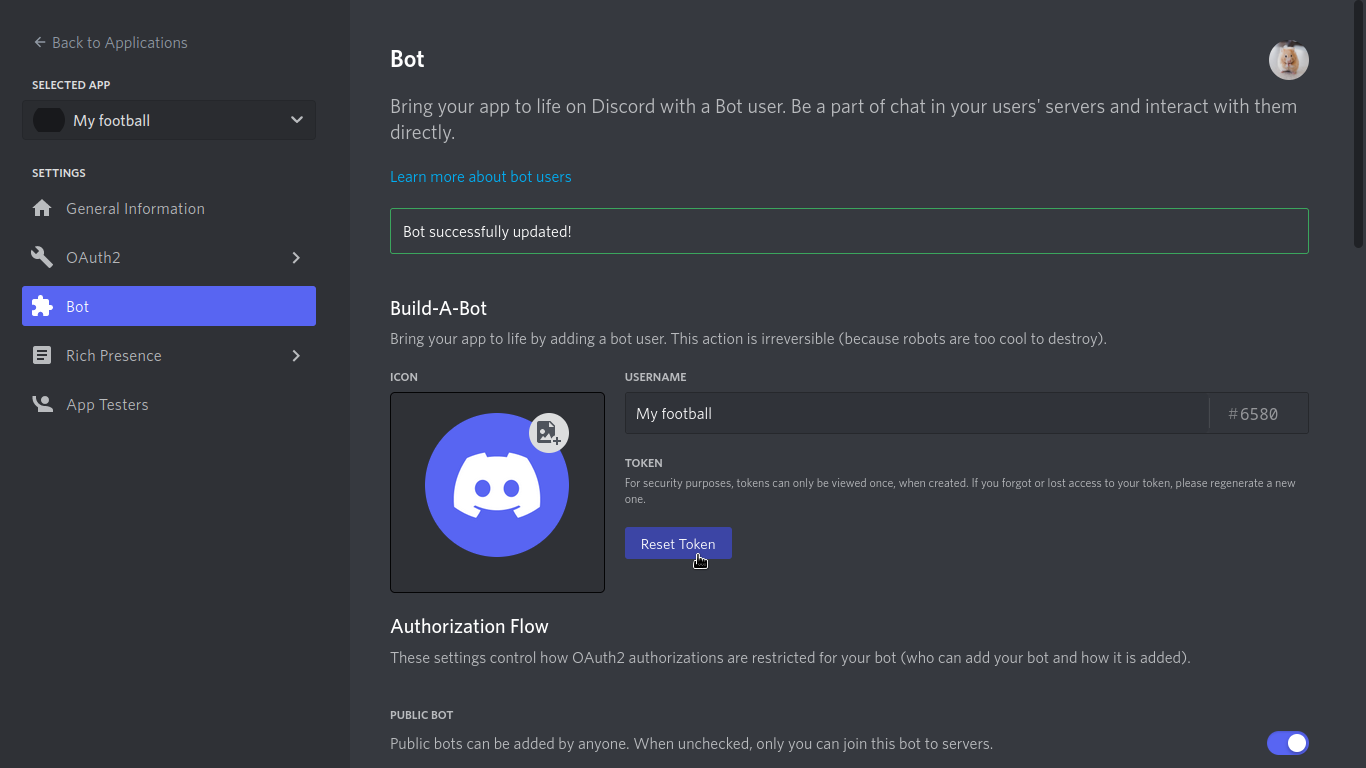 Back to Applications
SELECTED APP
My football
SETTINGS
General Information
OAuth2
Bot
Rich Presence
App Testers
Bot
Bring your app to life on Discord with a Bot user. Be a part of chat in your users' servers and interact with them
directly.
Learn more about bot users
Bot successfully updated!
Build-A-Bot
Bring your app to life by adding a bot user. This action is irreversible (because robots are too cool to destroy).
ICON
USERNAME
My football
#6580
TOKEN
For security purposes, tokens can only be viewed once, when created. If you forgot or lost access to your token, please regenerate a new
one.
Reset Token
Authorization Flow
These settings control how OAuth2 authorizations are restricted for your bot (who can add your bot and how it is added).
PUBLIC BOT
Public bots can be added by anyone. When unchecked, only you can join this bot to servers.